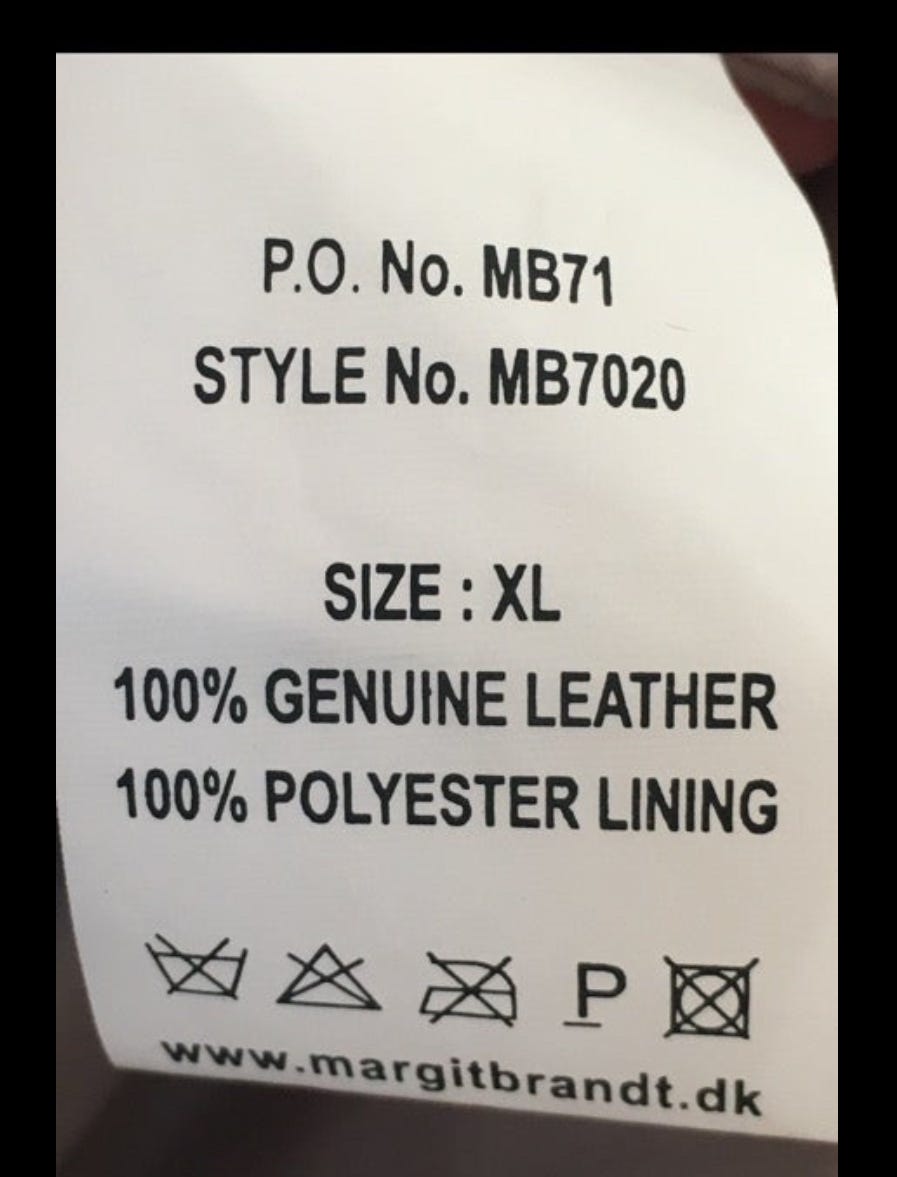 P.O. No. MB71
STYLE No. MB7020
SIZE : XL
100% GENUINE LEATHER
100% POLYESTER LINING
P
www.margitbrandt.dk